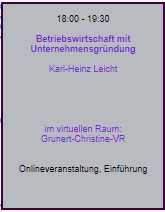 18:00 - 19:30
Betriebswirtschaft mit
Unternehmensgründung
Karl-Heinz Leicht
im virtuellen Raum:
Grunert-Christine-VR
Onlineveranstaltung, Einführung